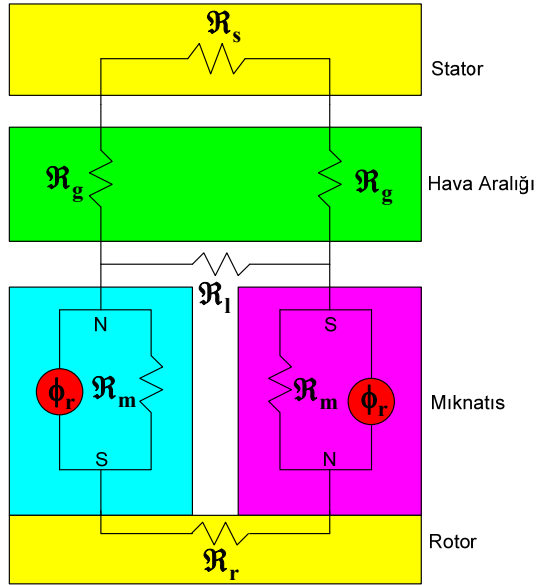 ℜs
Stator
ℜg
ℜg
Hava Aralığı
ℜl
N
S
ϕr
ℜm
ℜm
ϕr
Mıknatıs
S
N
ℜr
Rotor